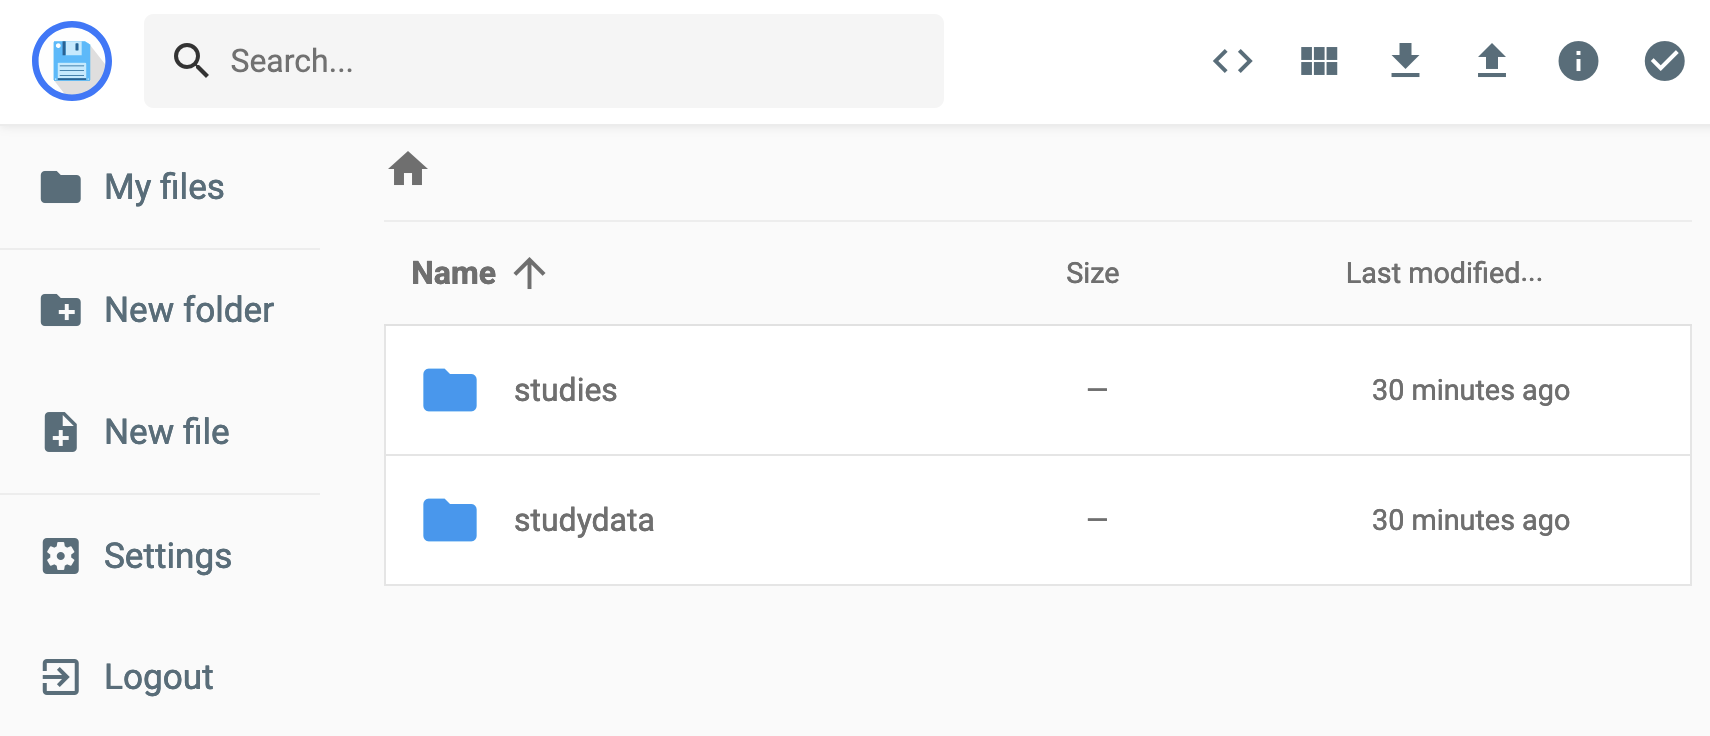 Search...
My files
New folder
New file
Settings
Logout
Name Size Last modified...
studies — 30 minutes ago
studydata — 30 minutes ago